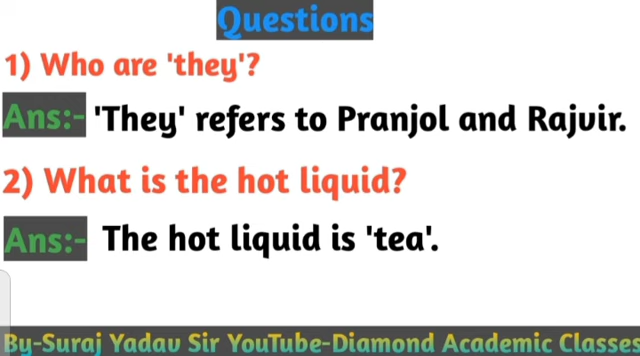 Questions
1) Who are 'they'?
Ans:- 'They' refers to Pranjol and Rajvir.
2) What is the hot liquid?
Ans:- The hot liquid is 'tea'.
By-Suraj Yadav Sir YouTube-Diamond Academic Classes